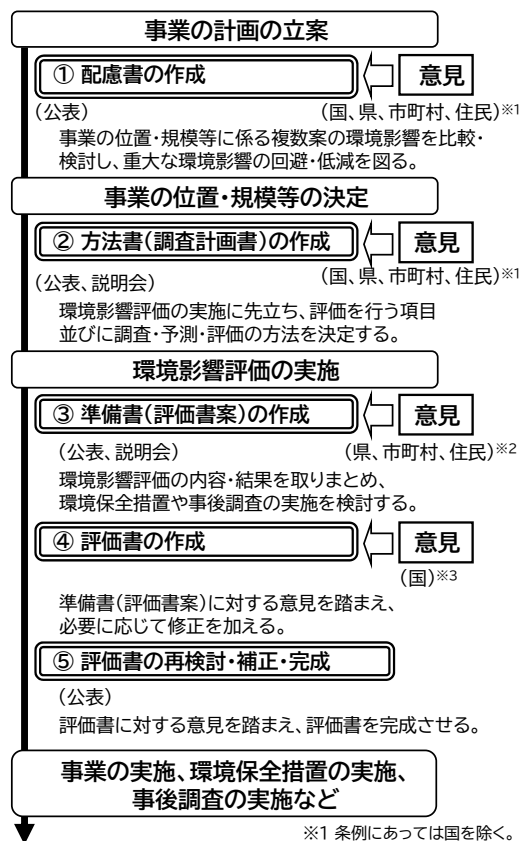 事業の計画の立案
① 配慮書の作成
意見
(公表)
(国、県、市町村、住民)※1
事業の位置・規模等に係る複数案の環境影響を比較・
検討し、重大な環境影響の回避・低減を図る。
事業の位置・規模等の決定
② 方法書(調査計画書)の作成
意見
(公表、説明会)
(国、県、市町村、住民)※1
環境影響評価の実施に先立ち、評価を行う項目
並びに調査・予測・評価の方法を決定する。
環境影響評価の実施
③ 準備書(評価書案)の作成
意見
(公表、説明会)
(県、市町村、住民)※2
環境影響評価の内容・結果を取りまとめ、
環境保全措置や事後調査の実施を検討する。
④ 評価書の作成
意見
(国)※3
準備書(評価書案)に対する意見を踏まえ、
必要に応じて修正を加える。
⑤ 評価書の再検討・補正・完成
(公表)
評価書に対する意見を踏まえ、評価書を完成させる。
事業の実施、環境保全措置の実施、
事後調査の実施など
※1 条例にあっては国を除く。